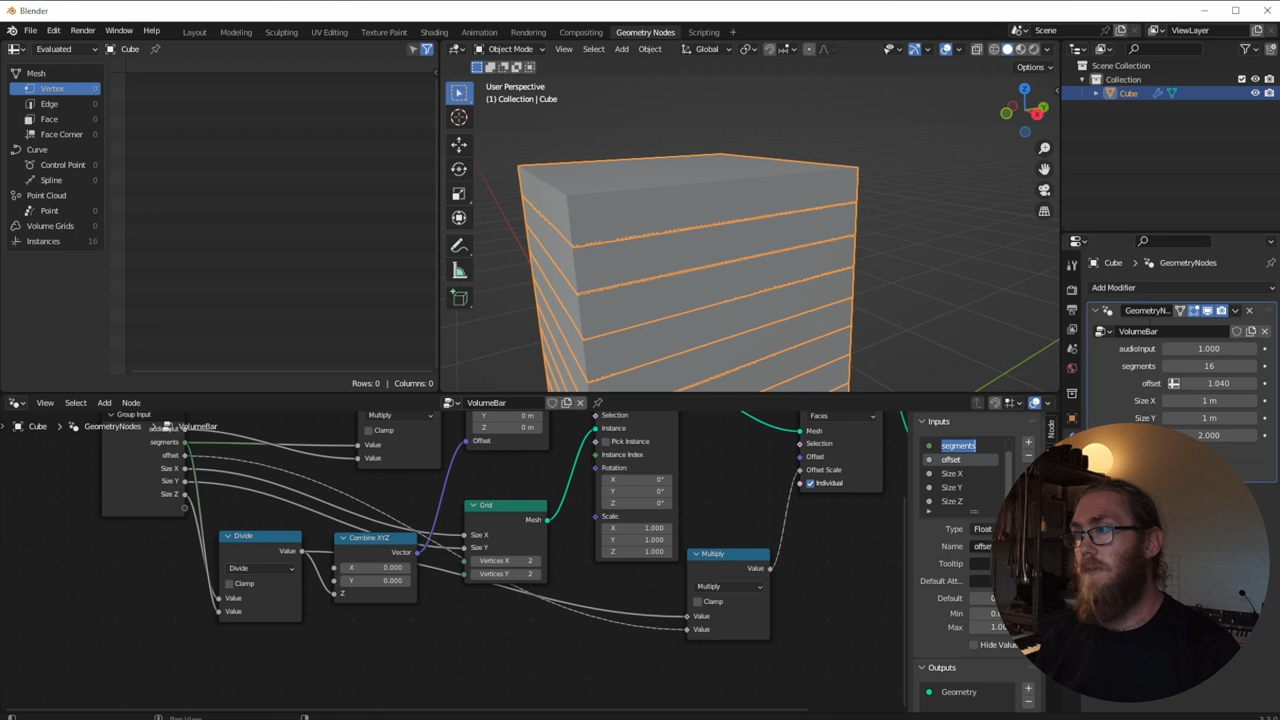 Blender
File Edit Render Window Help Layout Modeling Sculpting UV Editing Texture Paint Shading Animation Rendering Compositing Geometry Nodes Scripting + Scene ViewLayer
Evaluated Cube
Mesh
Vertex 0
Edge 0
Face 0
Face Corner 0
Curve
Control Point 0
Spline 0
Point Cloud
Point 0
Volume Grids
Instances 16
Rows: 0 | Columns: 0
Object Mode View Select Add Object Global
Options
User Perspective
(1) Collection | Cube
Z
Y
X
Scene Collection
Collection
Cube
Cube GeometryNodes
Add Modifier
GeometryN...
VolumeBar
audioInput 1.000
segments 16
offset 1.040
Size X 1 m
Size Y 1 m
2.000
View Select Add Node VolumeBar
Cube GeometryNodes VolumeBar
Group Input
segments
offset
Size X
Size Y
Size Z
Multiply
Clamp
Value
Value
Y 0 m
Z 0 m
Offset
Divide
Value
Divide
Clamp
Value
Value
Combine XYZ
Vector
X 0.000
Y 0.000
Z
Grid
Mesh
Size X
Size Y
Vertices X 2
Vertices Y 2
Selection
Instance
Pick Instance
Instance Index
Rotation:
X 0°
Y 0°
Z 0°
Scale:
X 1.000
Y 1.000
Z 1.000
Multiply
Value
Multiply
Clamp
Value
Value
Faces
Mesh
Selection
Offset
Offset Scale
Individual
Inputs
segments
offset
Size X
Size Y
Size Z
Type Float
Name offse
Tooltip
Default Att...
Default
Min
Max 1.00
Hide Value
Outputs
Geometry
Node